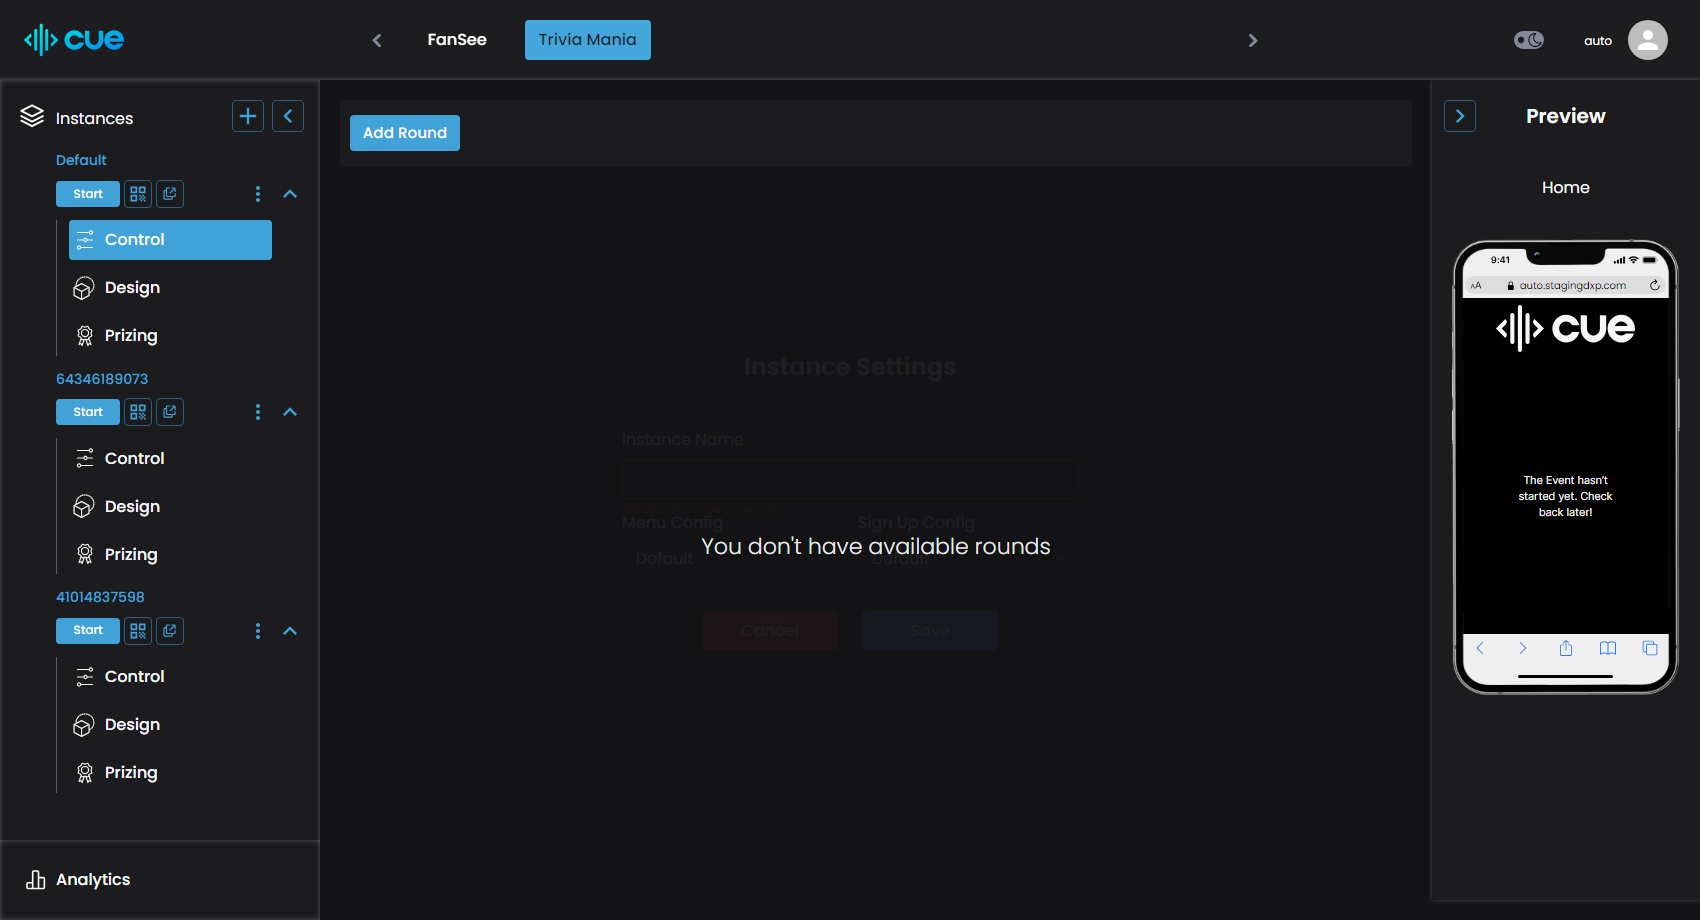 cue
FanSee
Trivia Mania
auto
Instances
Default
Start
Control
Design
Prizing
64346189073
Start
Control
Design
Prizing
41014837598
Start
Control
Design
Prizing
Analytics
Add Round
Instance Settings
Instance Name
Menu Config
Sign Up Config
You don't have available rounds
Default
Default
Cancel
Save
Preview
Home
9:41
AA
auto.stagingdxp.com
cue
The Event hasn't
started yet. Check
back later!